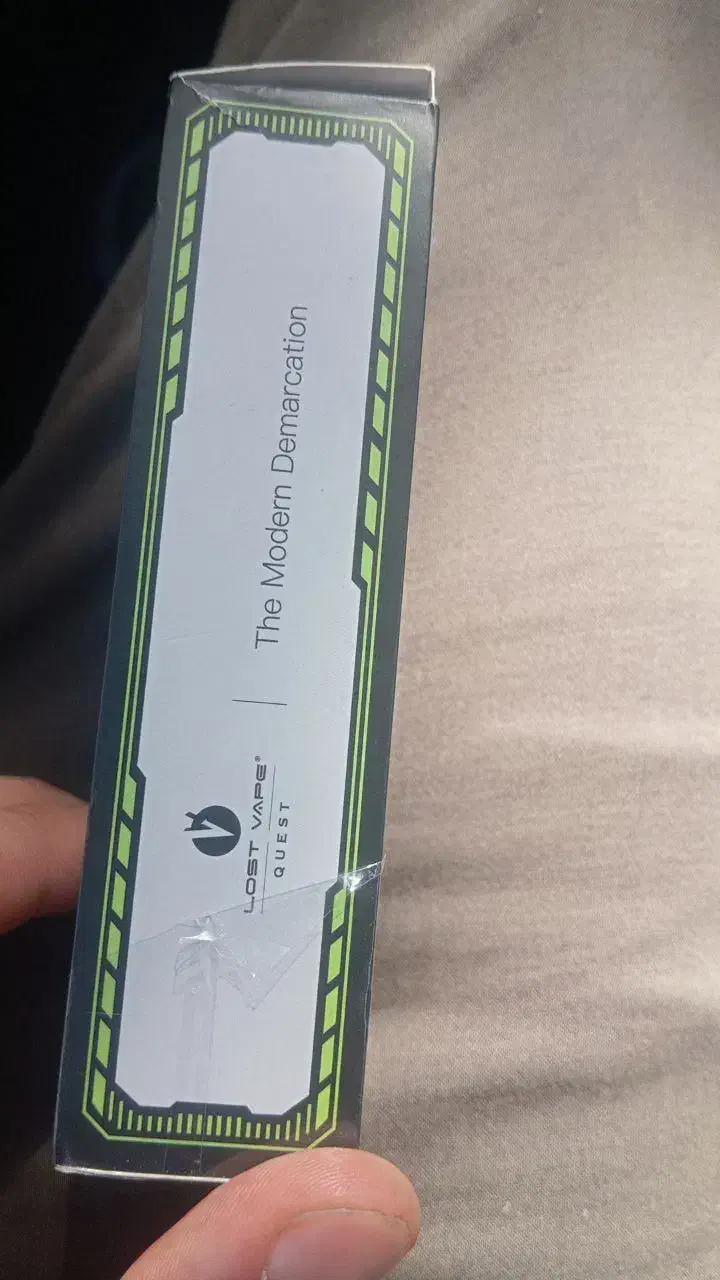 LOST VAPE®
QUEST
The Modern Demarcation